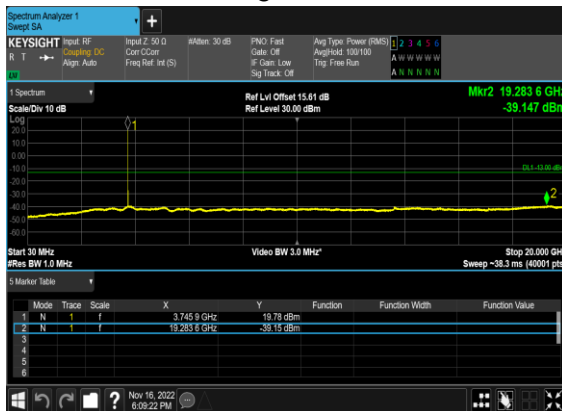 Spectrum Analyzer 1
Swept SA
+
KEYSIGHT Input: RF Input Z: 50 Ω #Atten: 30 dB PNO: Fast Avg Type: Power (RMS) 1 2 3 4 5 6
R T Coupling: DC Corr CCorr Gate: Off Avg|Hold: 100/100 A W W W W W
Align: Auto Freq Ref: Int (S) IF Gain: Low Trig: Free Run
Sig Track: Off A N N N N N
1 Spectrum
Ref Lvl Offset 15.61 dB Mkr2 19.283 6 GHz
Scale/Div 10 dB Ref Level 30.00 dBm -39.147 dBm
Log
20.0
10.0
0.00
-10.0 DL1 -13.00 dBm
-20.0
-30.0
-40.0
-50.0
-60.0
1
2
Start 30 MHz Video BW 3.0 MHz* Stop 20.000 GHz
#Res BW 1.0 MHz Sweep ~38.3 ms (40001 pts)
5 Marker Table
Mode Trace Scale X Y Function Function Width Function Value
1 N 1 f 3.745 9 GHz 19.78 dBm
2 N 1 f 19.283 6 GHz -39.15 dBm
3
4
5
6
? Nov 16, 2022
6:09:22 PM